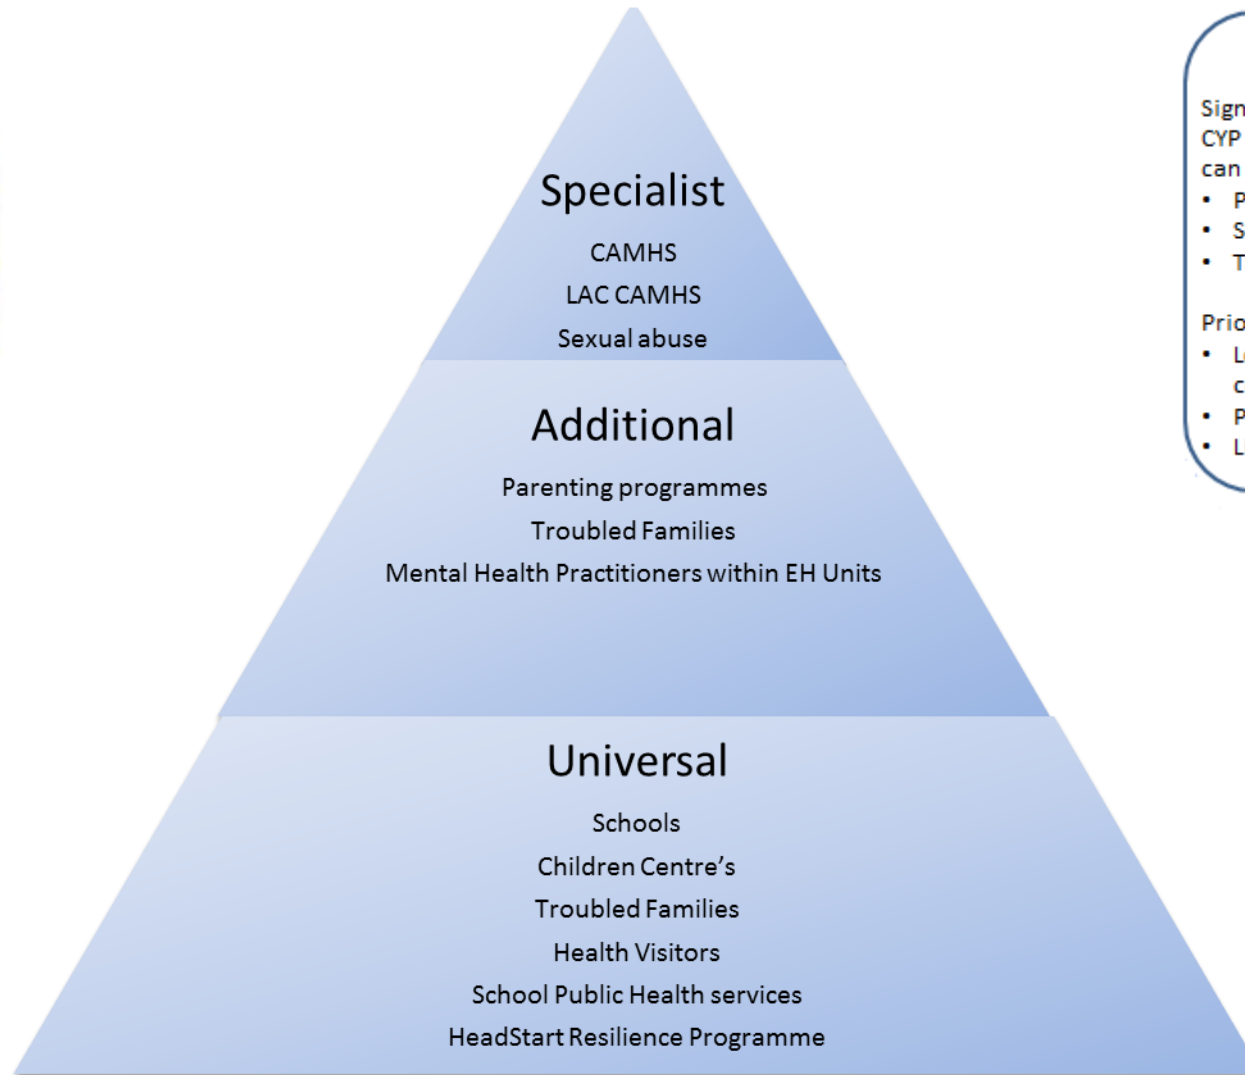 Specialist
CAMHS
LAC CAMHS
Sexual abuse
Additional
Parenting programmes
Troubled Families
Mental Health Practitioners within EH Units
Universal
Schools
Children Centre’s
Troubled Families
Health Visitors
School Public Health services
HeadStart Resilience Programme
CYP
can